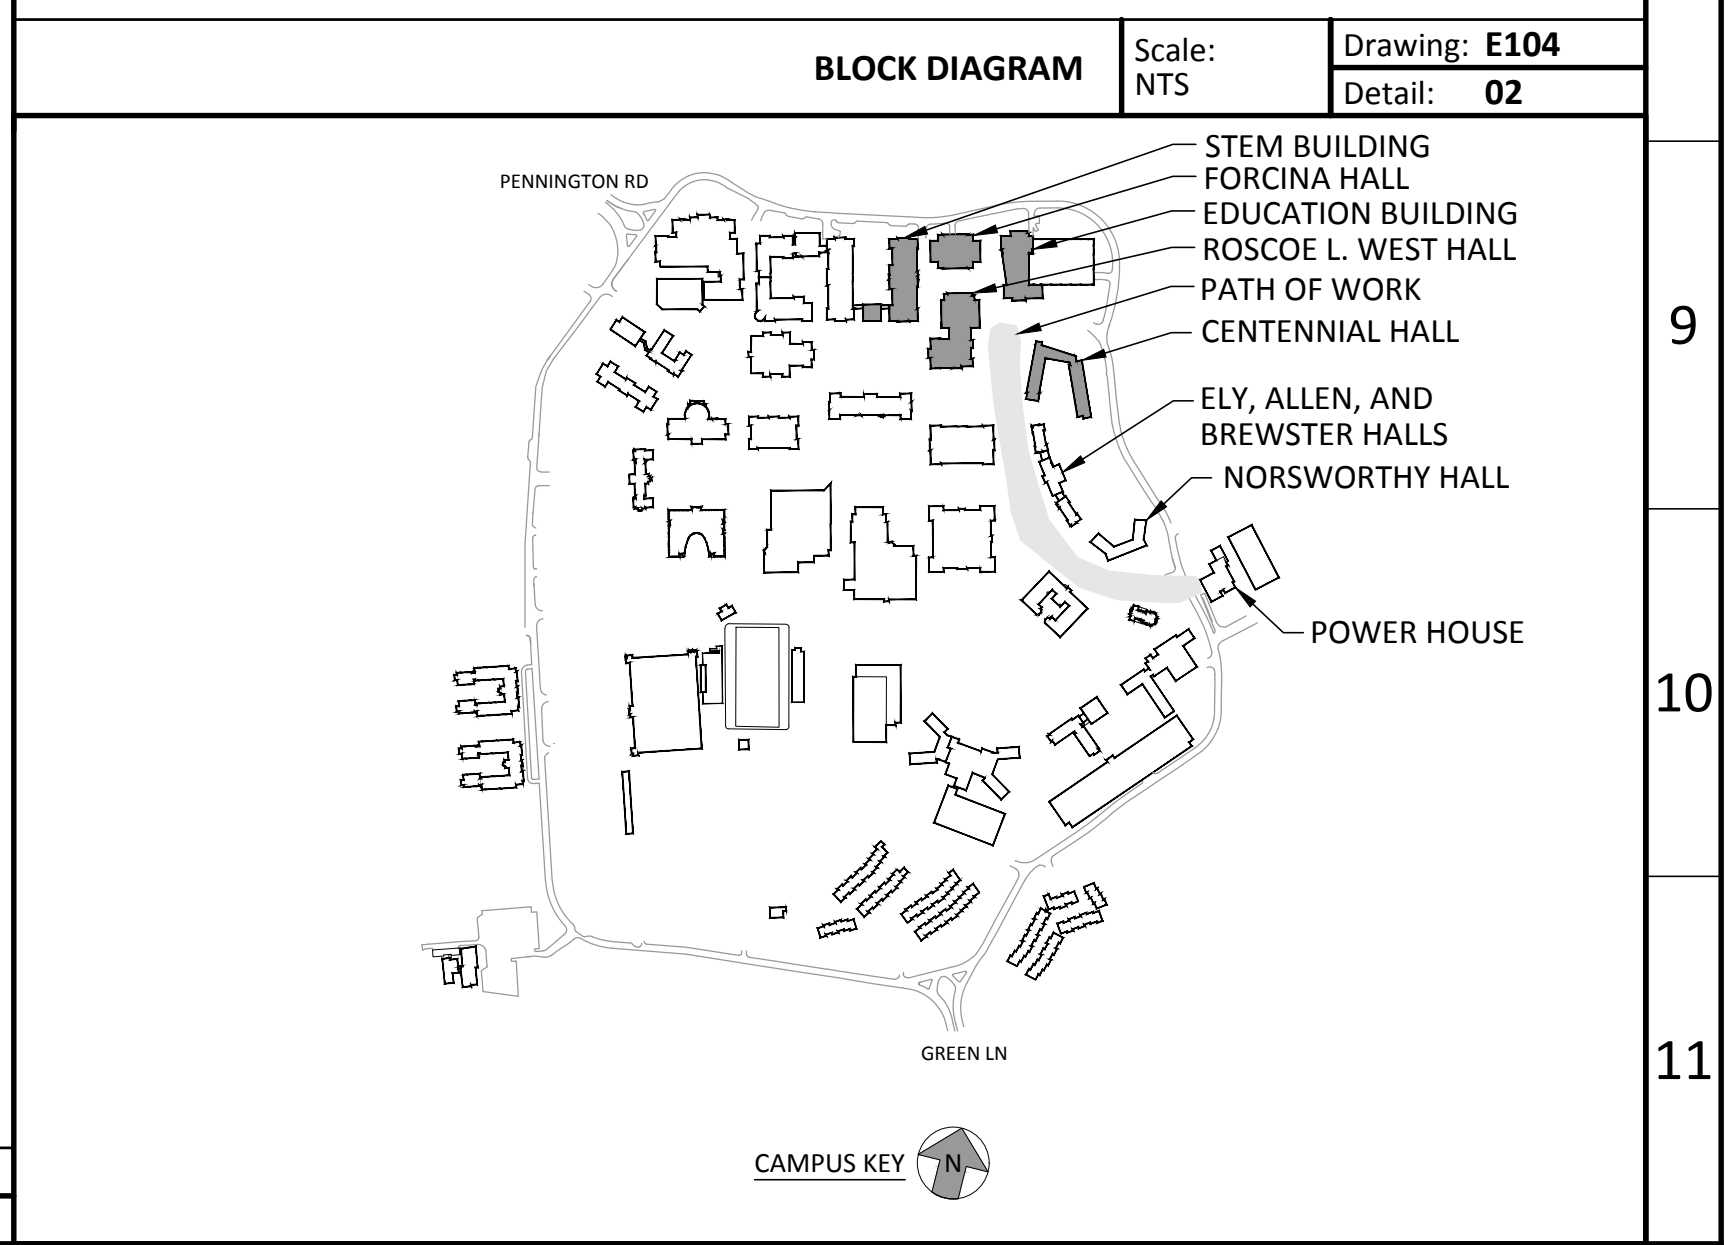 BLOCK DIAGRAM
Scale:
NTS
Drawing: E104
Detail: 02
STEM BUILDING
FORCINA HALL
EDUCATION BUILDING
ROSCOE L. WEST HALL
PATH OF WORK
CENTENNIAL HALL
ELY, ALLEN, AND
BREWSTER HALLS
NORSWORTHY HALL
POWER HOUSE
PENNINGTON RD
GREEN LN
CAMPUS KEY
N
9
10
11